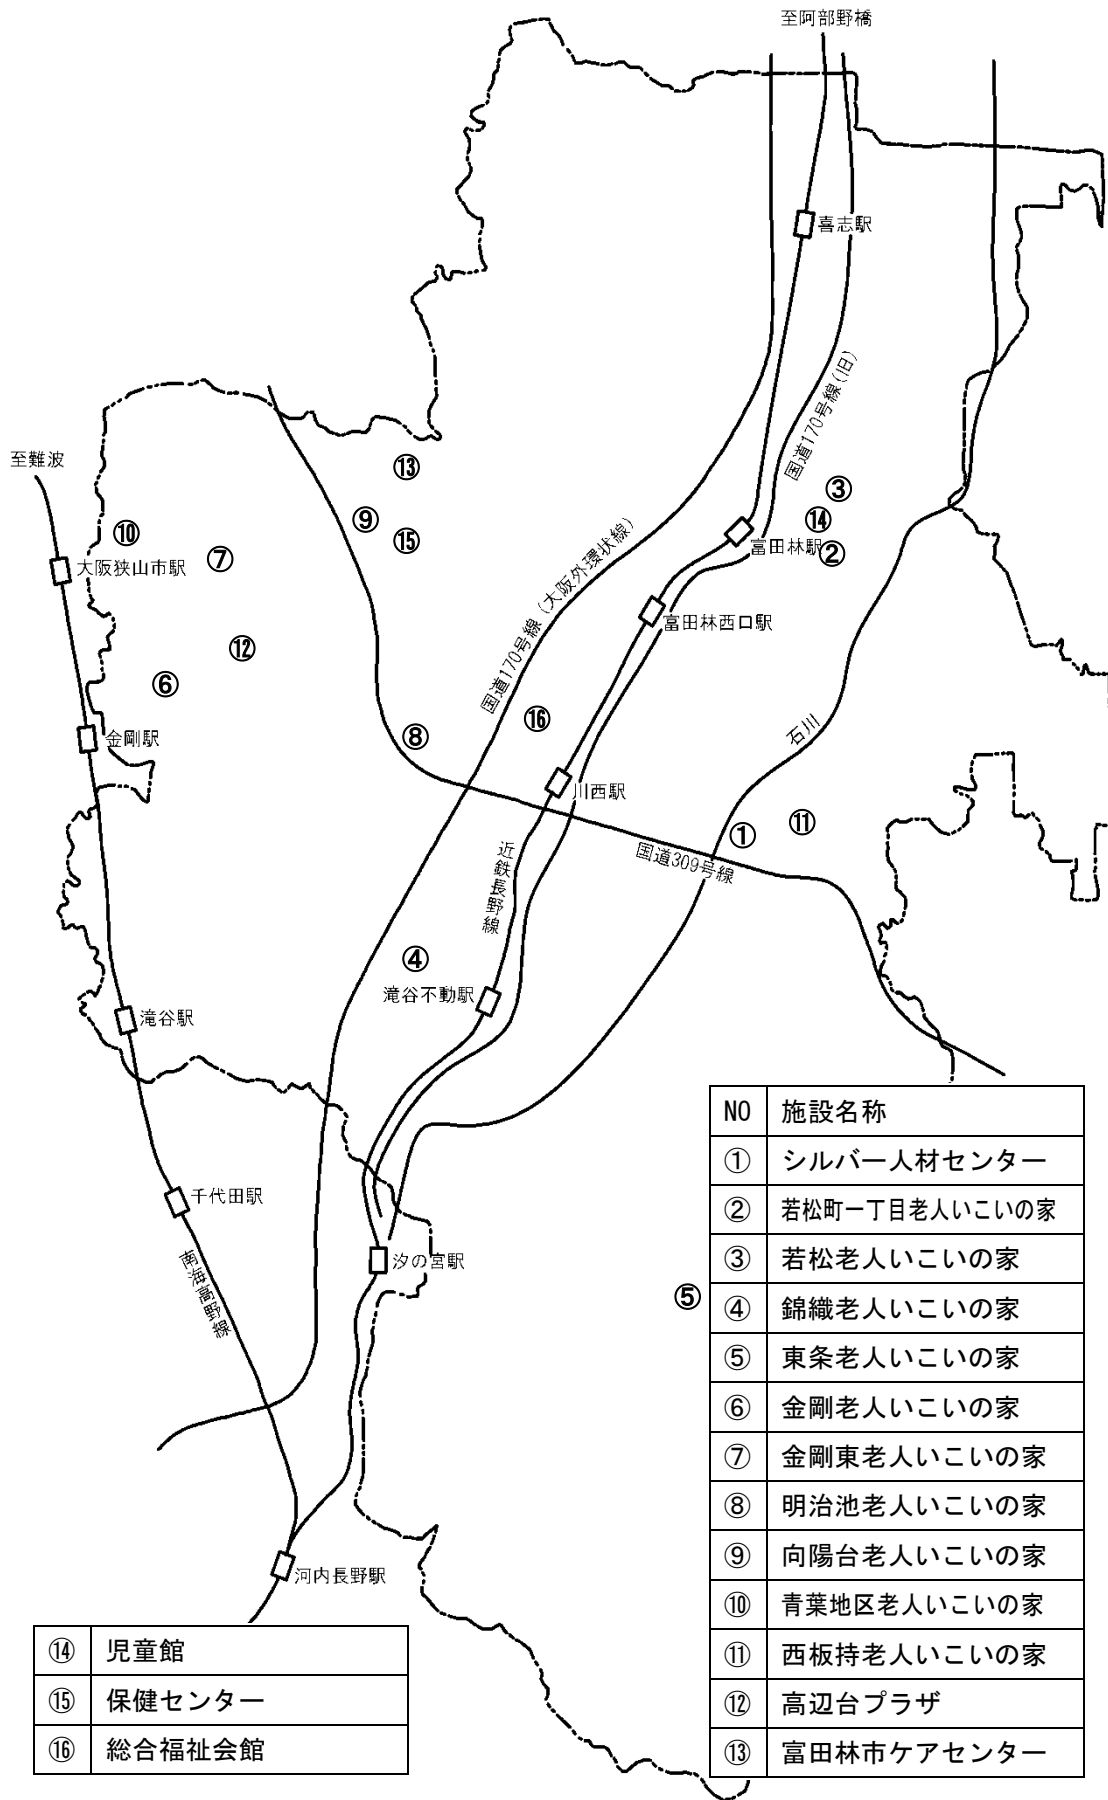 至阿部野橋
喜志駅
国道170号線(旧)
至難波
⑬
③
⑨
⑭
⑩
⑮
富田林駅
②
⑦
大阪狭山市駅
国道170号線(大阪外環状線)
富田林西口駅
⑫
⑥
⑯
石川
金剛駅
⑧
川西駅
①
⑪
国道309号線
近鉄長野線
④
滝谷不動駅
滝谷駅
千代田駅
汐の宮駅
南海高野線
⑤
河内長野駅
NO 施設名称
① シルバー人材センター
② 若松町一丁目老人いこいの家
③ 若松老人いこいの家
④ 錦織老人いこいの家
⑤ 東条老人いこいの家
⑥ 金剛老人いこいの家
⑦ 金剛東老人いこいの家
⑧ 明治池老人いこいの家
⑨ 向陽台老人いこいの家
⑩ 青葉地区老人いこいの家
⑪ 西板持老人いこいの家
⑫ 高辺台プラザ
⑬ 富田林市ケアセンター
⑭ 児童館
⑮ 保健センター
⑯ 総合福祉会館